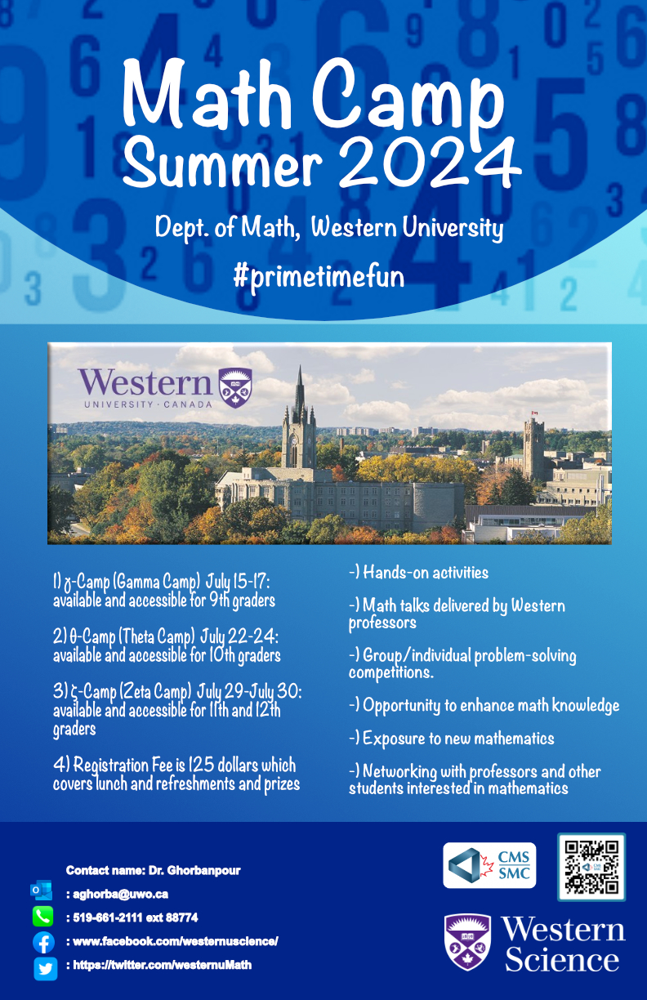 Math Camp
Summer 2024
Dept. of Math, Western University
#primetimefun
Western
UNIVERSITY · CANADA
1) ɣ-Camp (Gamma Camp) July 15-17:
available and accessible for 9th graders
2) θ-Camp (Theta Camp) July 22-24:
available and accessible for 10th graders
3) ζ-Camp (Zeta Camp) July 29-July 30:
available and accessible for 11th and 12th
graders
4) Registration Fee is 125 dollars which
covers lunch and refreshments and prizes
-) Hands-on activities
-) Math talks delivered by Western
professors
-) Group/individual problem-solving
competitions.
-) Opportunity to enhance math knowledge
-) Exposure to new mathematics
-) Networking with professors and other
students interested in mathematics
Contact name: Dr. Ghorbanpour
: aghorba@uwo.ca
: 519-661-2111 ext 88774
: www.facebook.com/westernuscience/
: https://twitter.com/westernuMath
CMS
SMC
Western
Science